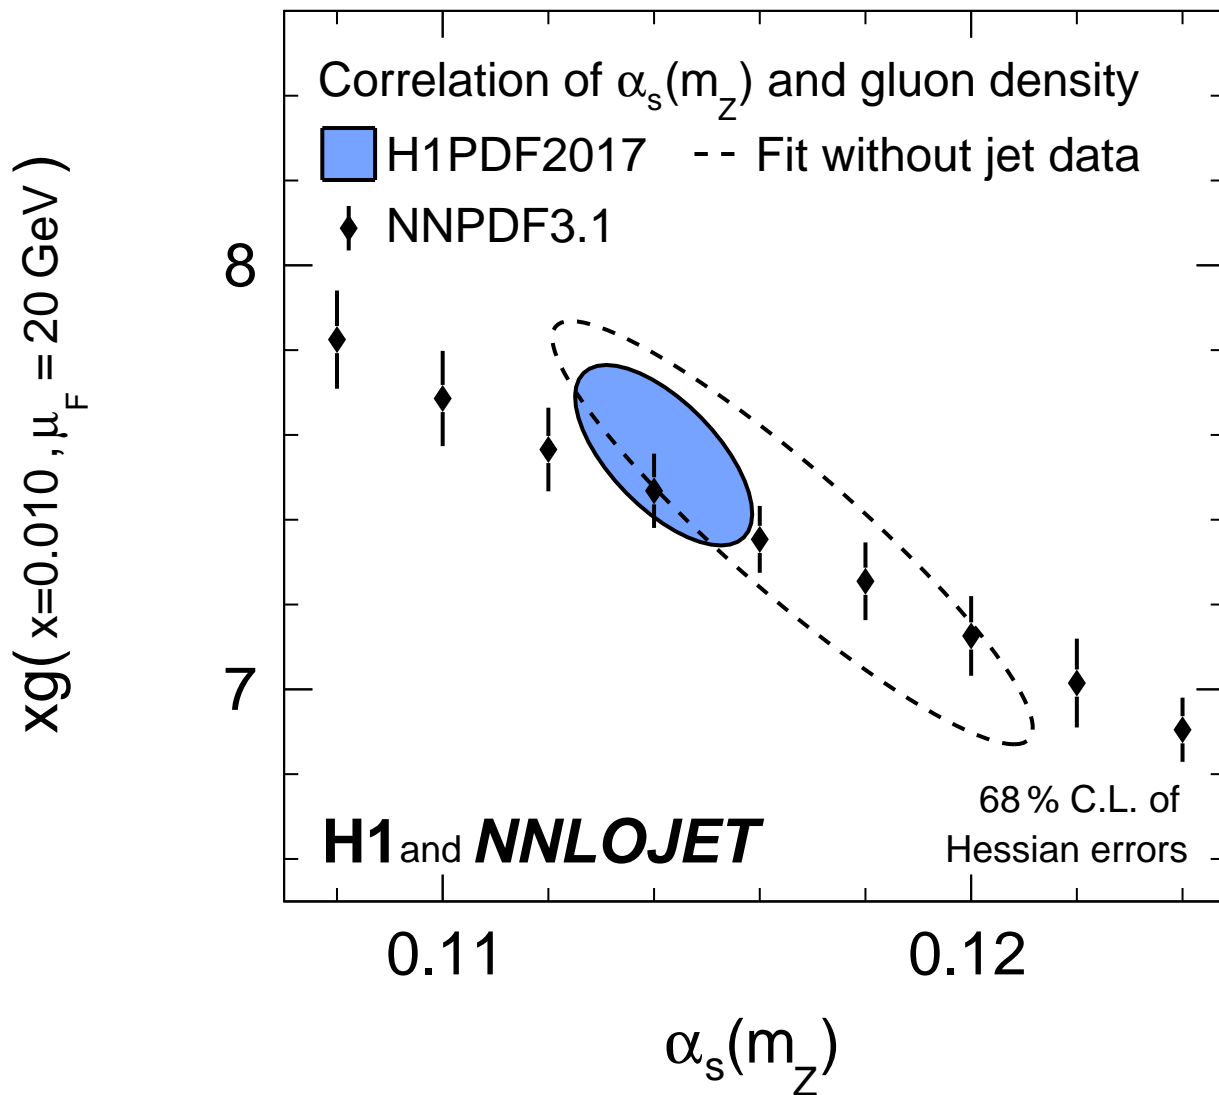 Correlation of αs(mZ) and gluon density
H1PDF2017 -- Fit without jet data
NNPDF3.1
xg( x=0.010 ,μF = 20 GeV )
8
7
68 % C.L. of
Hessian errors
H1 and NNLOJET
0.11 0.12
αs(mZ)